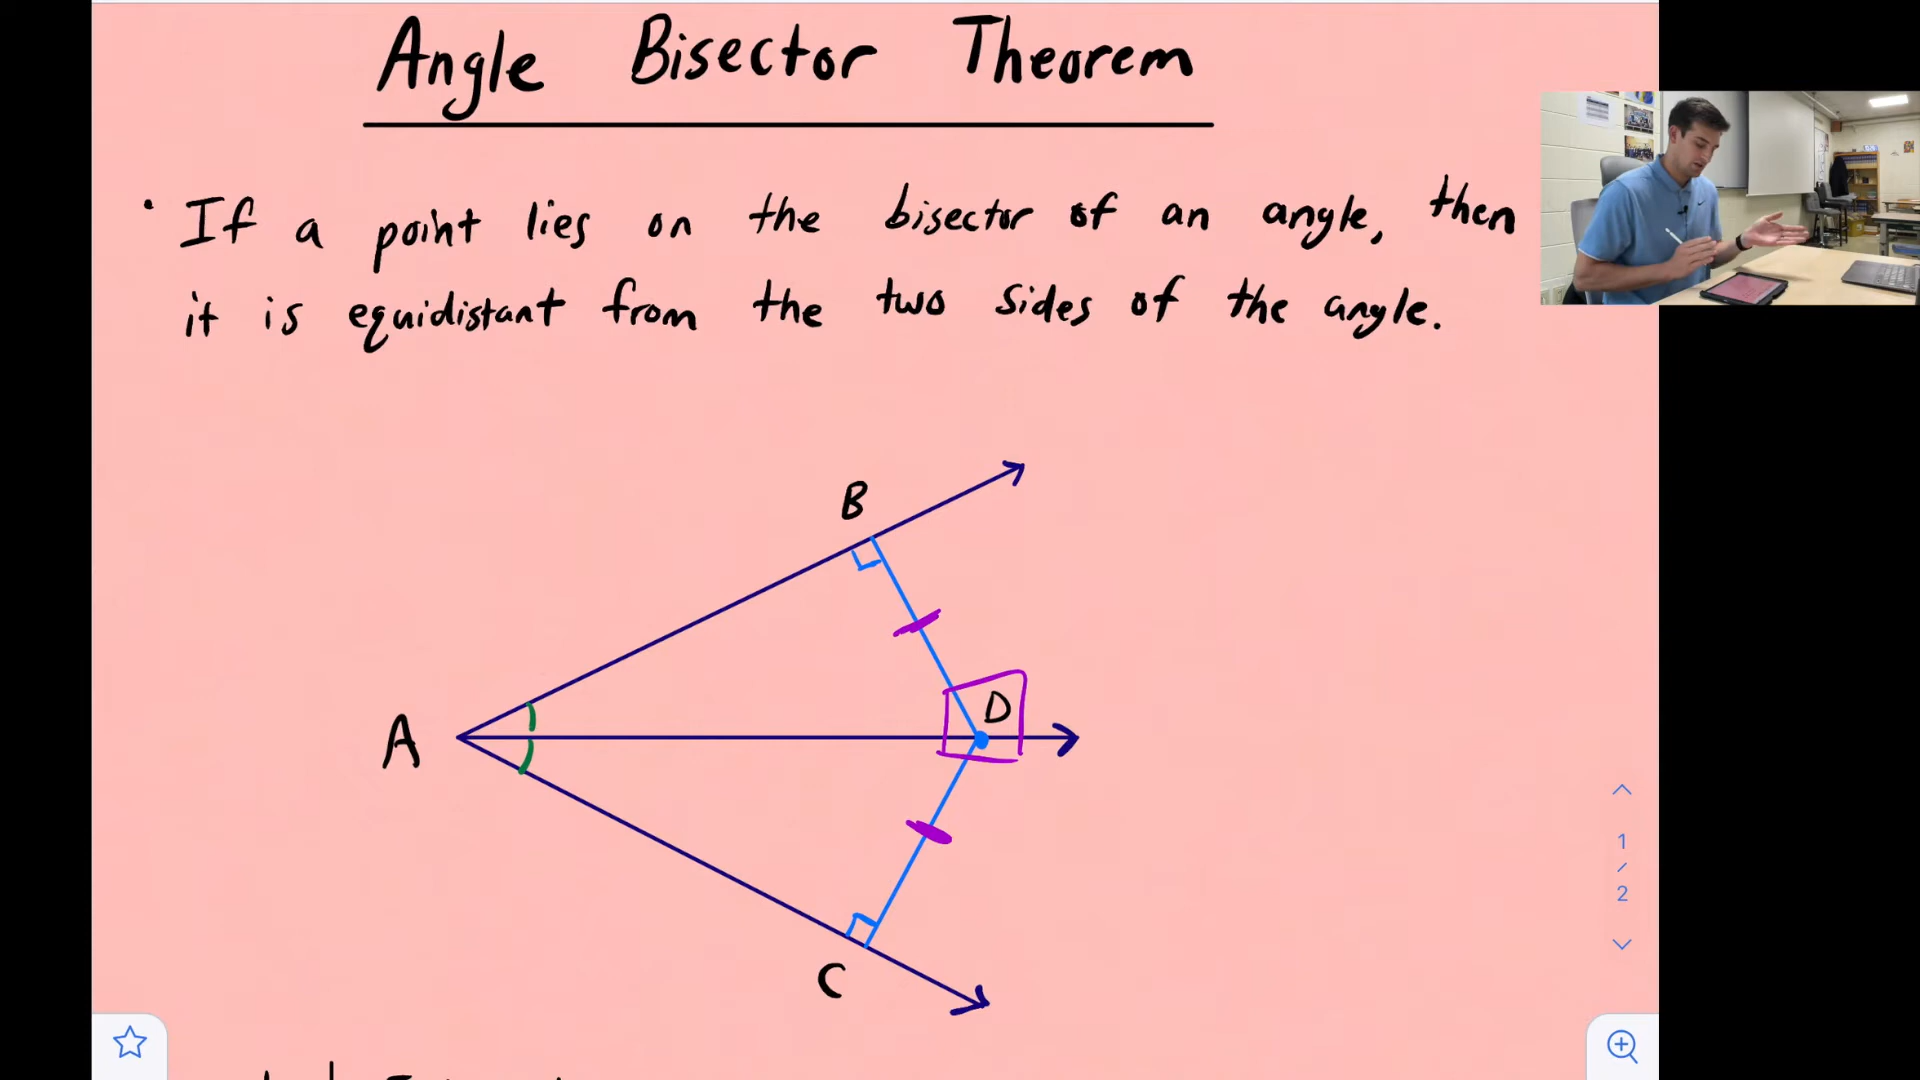 Angle Bisector Theorem
· If a point lies on the bisector of an angle, then
it is equidistant from the two sides of the angle.
B
D
A
C
1
/
2